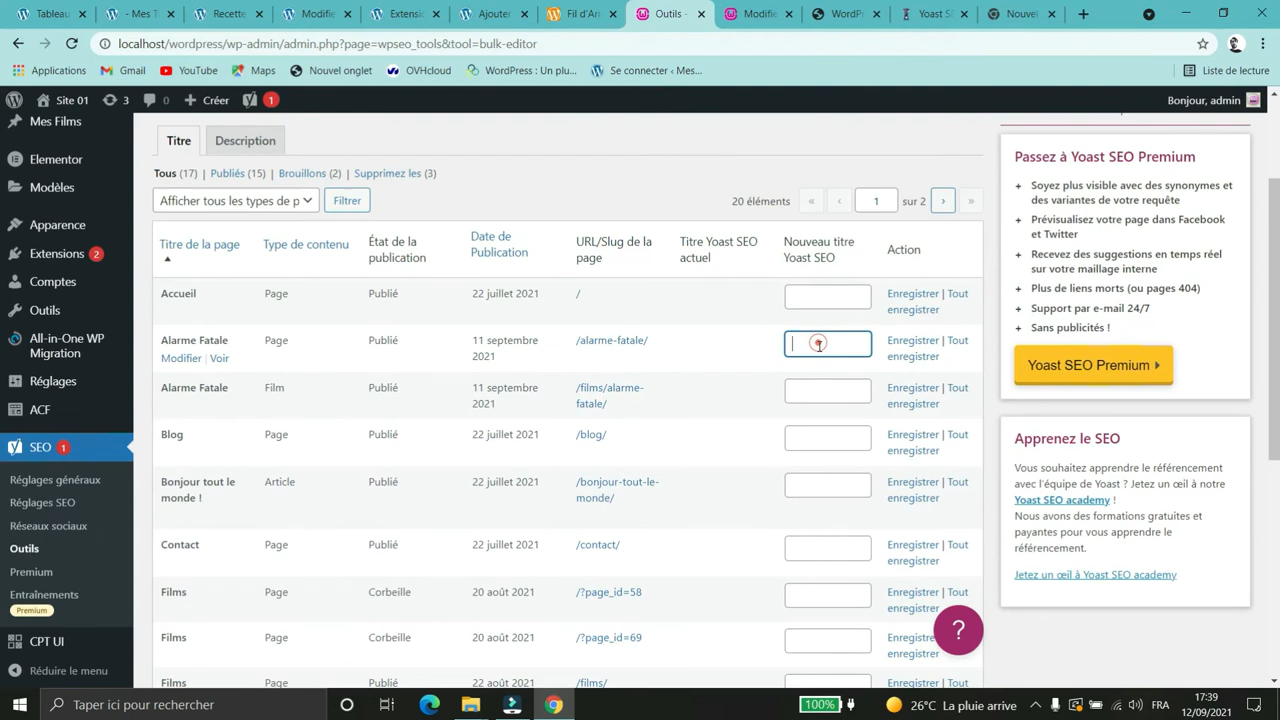 Tableau
- Mes T
Recette
Modifie
Extensio
Ajouter
Fil d'Ar
Outils -
Modifie
WordPr
Yoast SE
Nouvel
localhost/wordpress/wp-admin/admin.php?page=wpseo_tools&tool=bulk-editor
Applications
Gmail
YouTube
Maps
Nouvel onglet
OVHcloud
WordPress : Un plu...
Se connecter ‹ Mes...
Liste de lecture
Site 01
3
0
Créer
1
Bonjour, admin
Mes Films
Elementor
Modèles
Apparence
Extensions 2
Comptes
Outils
All-in-One WP
Migration
Réglages
ACF
SEO 1
Réglages généraux
Réglages SEO
Réseaux sociaux
Outils
Premium
Entraînements
Premium
CPT UI
Réduire le menu
Titre
Description
Tous (17) | Publiés (15) | Brouillons (2) | Supprimez les (3)
Afficher tous les types de p
Filtrer
20 éléments « ‹ 1 sur 2 › »
Titre de la page
Type de contenu
État de la
publication
Date de
Publication
URL/Slug de la
page
Titre Yoast SEO
actuel
Nouveau titre
Yoast SEO
Action
Accueil Page Publié 22 juillet 2021 / Enregistrer | Tout
enregistrer
Alarme Fatale Page Publié 11 septembre /alarme-fatale/ Enregistrer | Tout
Modifier | Voir 2021 enregistrer
Alarme Fatale Film Publié 11 septembre /films/alarme- Enregistrer | Tout
2021 fatale/ enregistrer
Blog Page Publié 22 juillet 2021 /blog/ Enregistrer | Tout
enregistrer
Bonjour tout le Article Publié 22 juillet 2021 /bonjour-tout-le- Enregistrer | Tout
monde ! monde/ enregistrer
Contact Page Publié 22 juillet 2021 /contact/ Enregistrer | Tout
enregistrer
Films Page Corbeille 20 août 2021 /?page_id=58 Enregistrer | Tout
enregistrer
Films Page Corbeille 20 août 2021 /?page_id=69 Enregistrer | Tout
enregistrer
Films Page Publié 22 août 2021 /films/ Enregistrer | Tout
Passez à Yoast SEO Premium
+ Soyez plus visible avec des synonymes et
des variantes de votre requête
+ Prévisualisez votre page dans Facebook
et Twitter
+ Recevez des suggestions en temps réel
sur votre maillage interne
+ Plus de liens morts (ou pages 404)
+ Support par e-mail 24/7
+ Sans publicités !
Yoast SEO Premium
Apprenez le SEO
Vous souhaitez apprendre le référencement
avec l'équipe de Yoast ? Jetez un œil à notre
Yoast SEO academy !
Nous avons des formations gratuites et
payantes pour vous apprendre le
référencement.
Jetez un œil à Yoast SEO academy
?
Taper ici pour rechercher
100%
26°C La pluie arrive
FRA
17:39
12/09/2021